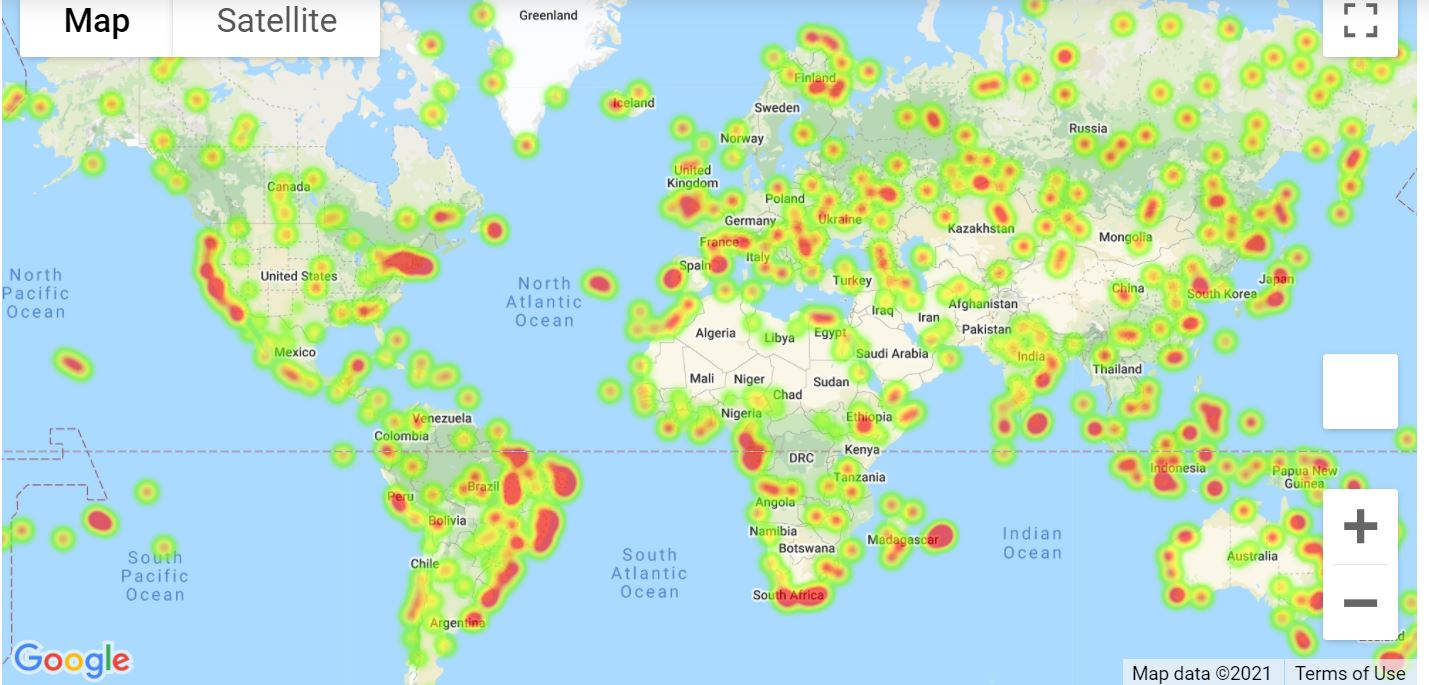 Map
Satellite
Greenland
Iceland
Finland
Sweden
Norway
Russia
United
Kingdom
Canada
Poland
Germany
Ukraine
France
Kazakhstan
Mongolia
Italy
Spain
North
Pacific
Ocean
United States
North
Atlantic
Ocean
Turkey
China
South Korea
Japan
Iraq
Iran
Afghanistan
Pakistan
Algeria
Libya
Egypt
Mexico
Saudi Arabia
India
Thailand
Mali
Niger
Sudan
Chad
Nigeria
Ethiopia
Venezuela
Colombia
DRC
Kenya
Tanzania
Indonesia
Papua New
Guinea
Brazil
Peru
Bolivia
Angola
Namibia
Botswana
Madagascar
Indian
Ocean
Australia
South
Pacific
Ocean
Chile
South
Atlantic
Ocean
South Africa
Argentina
Google
Map data ©2021
Terms of Use